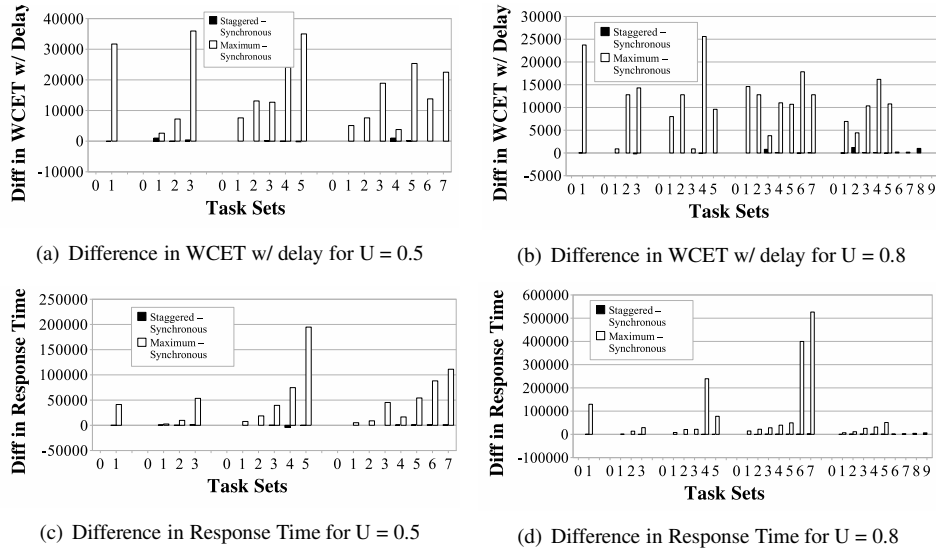 Diff in WCET w/ Delay
40000
30000
20000
10000
0
-10000
Staggered – Synchronous
Maximum – Synchronous
0 1 0 1 2 3 0 1 2 3 4 5 0 1 2 3 4 5 6 7
Task Sets
(a) Difference in WCET w/ delay for U = 0.5
Diff in WCET w/ Delay
30000
25000
20000
15000
10000
5000
0
-5000
Staggered – Synchronous
Maximum – Synchronous
0 1 0 1 2 3 0 1 2 3 4 5 0 1 2 3 4 5 6 7 0 1 2 3 4 5 6 7 8 9
Task Sets
(b) Difference in WCET w/ delay for U = 0.8
Diff in Response Time
250000
200000
150000
100000
50000
0
-50000
Staggered – Synchronous
Maximum – Synchronous
0 1 0 1 2 3 0 1 2 3 4 5 0 1 2 3 4 5 6 7
Task Sets
(c) Difference in Response Time for U = 0.5
Diff in Response Time
600000
500000
400000
300000
200000
100000
0
-100000
Staggered – Synchronous
Maximum – Synchronous
0 1 0 1 2 3 0 1 2 3 4 5 0 1 2 3 4 5 6 7 0 1 2 3 4 5 6 7 8 9
Task Sets
(d) Difference in Response Time for U = 0.8